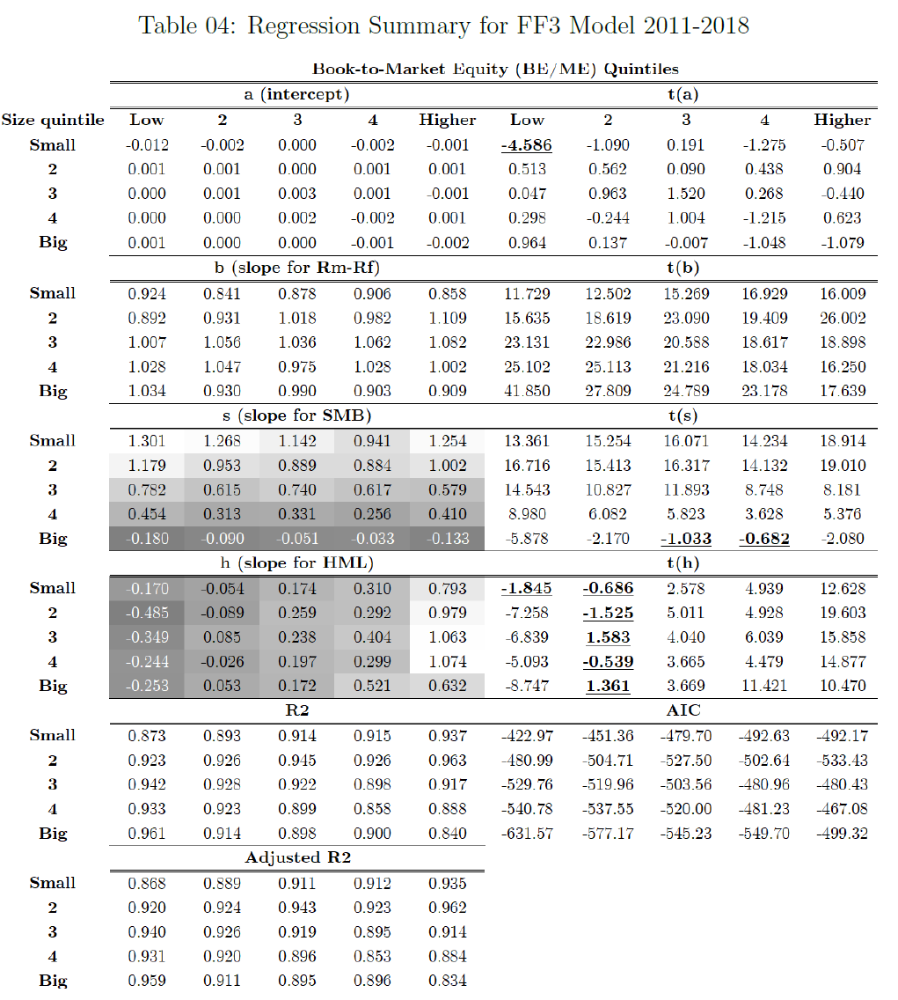 Table 04: Regression Summary for FF3 Model 2011-2018
Book-to-Market Equity (BE/ME) Quintiles
a (intercept) t(a)
Size quintile Low 2 3 4 Higher Low 2 3 4 Higher
Small -0.012 -0.002 0.000 -0.002 -0.001 -4.586 -1.090 0.191 -1.275 -0.507
2 0.001 0.001 0.000 0.001 0.001 0.513 0.562 0.090 0.438 0.904
3 0.000 0.001 0.003 0.001 -0.001 0.047 0.963 1.520 0.268 -0.440
4 0.000 0.000 0.002 -0.002 0.001 0.298 -0.244 1.004 -1.215 0.623
Big 0.001 0.000 0.000 -0.001 -0.002 0.964 0.137 -0.007 -1.048 -1.079
b (slope for Rm-Rf) t(b)
Small 0.924 0.841 0.878 0.906 0.858 11.729 12.502 15.269 16.929 16.009
2 0.892 0.931 1.018 0.982 1.109 15.635 18.619 23.090 19.409 26.002
3 1.007 1.056 1.036 1.062 1.082 23.131 22.986 20.588 18.617 18.898
4 1.028 1.047 0.975 1.028 1.002 25.102 25.113 21.216 18.034 16.250
Big 1.034 0.930 0.990 0.903 0.909 41.850 27.809 24.789 23.178 17.639
s (slope for SMB) t(s)
Small 1.301 1.268 1.142 0.941 1.254 13.361 15.254 16.071 14.234 18.914
2 1.179 0.953 0.889 0.884 1.002 16.716 15.413 16.317 14.132 19.010
3 0.782 0.615 0.740 0.617 0.579 14.543 10.827 11.893 8.748 8.181
4 0.454 0.313 0.331 0.256 0.410 8.980 6.082 5.823 3.628 5.376
Big -0.180 -0.090 -0.051 -0.033 -0.133 -5.878 -2.170 -1.033 -0.682 -2.080
h (slope for HML) t(h)
Small -0.170 -0.054 0.174 0.310 0.793 -1.845 -0.686 2.578 4.939 12.628
2 -0.485 -0.089 0.259 0.292 0.979 -7.258 -1.525 5.011 4.928 19.603
3 -0.349 0.085 0.238 0.404 1.063 -6.839 1.583 4.040 6.039 15.858
4 -0.244 -0.026 0.197 0.299 1.074 -5.093 -0.539 3.665 4.479 14.877
Big -0.253 0.053 0.172 0.521 0.632 -8.747 1.361 3.669 11.421 10.470
R2 AIC
Small 0.873 0.893 0.914 0.915 0.937 -422.97 -451.36 -479.70 -492.63 -492.17
2 0.923 0.926 0.945 0.926 0.963 -480.99 -504.71 -527.50 -502.64 -533.43
3 0.942 0.928 0.922 0.898 0.917 -529.76 -519.96 -503.56 -480.96 -480.43
4 0.933 0.923 0.899 0.858 0.888 -540.78 -537.55 -520.00 -481.23 -467.08
Big 0.961 0.914 0.898 0.900 0.840 -631.57 -577.17 -545.23 -549.70 -499.32
Adjusted R2
Small 0.868 0.889 0.911 0.912 0.935
2 0.920 0.924 0.943 0.923 0.962
3 0.940 0.926 0.919 0.895 0.914
4 0.931 0.920 0.896 0.853 0.884
Big 0.959 0.911 0.895 0.896 0.834